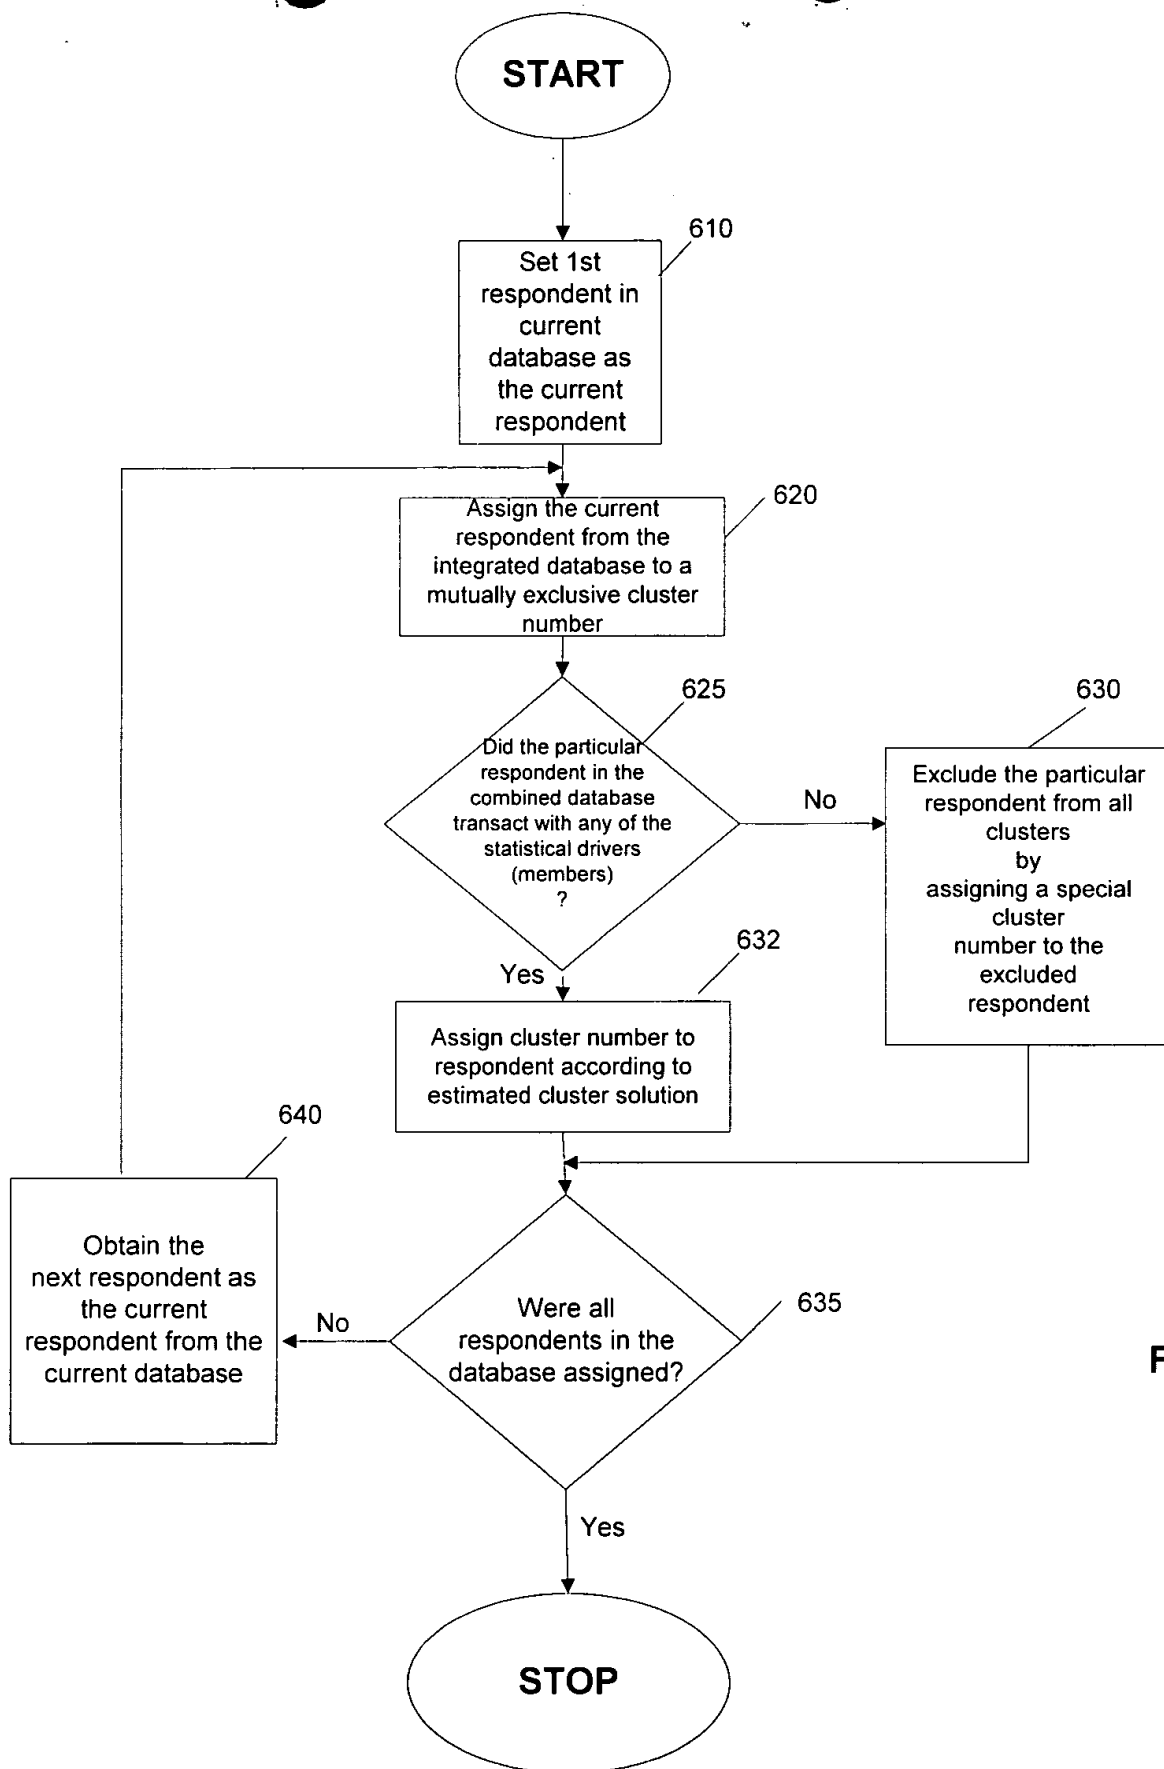 START
610
Set 1st
respondent in
current
database as
the current
respondent
620
Assign the current
respondent from the
integrated database to a
mutually exclusive cluster
number
625
Did the particular
respondent in the
combined database
transact with any of the
statistical drivers
(members)
?
No
630
Exclude the particular
respondent from all
clusters
by
assigning a special
cluster
number to the
excluded
respondent
Yes
632
Assign cluster number to
respondent according to
estimated cluster solution
640
Obtain the
next respondent as
the current
respondent from the
current database
No
Were all
respondents in the
database assigned?
635
F
Yes
STOP